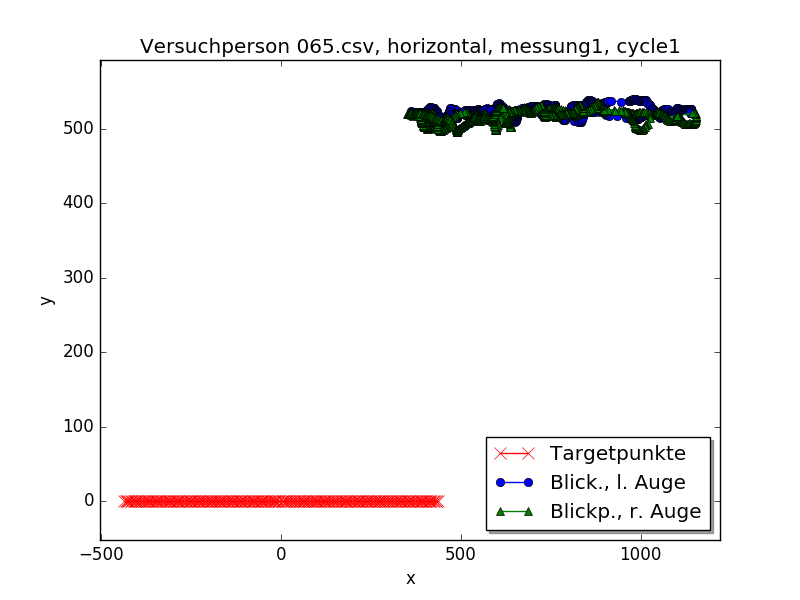 Versuchperson 065.csv, horizontal, messung1, cycle1
500
400
300
200
100
0
y
−500
0
500
1000
x
Targetpunkte
Blick., l. Auge
Blickp., r. Auge